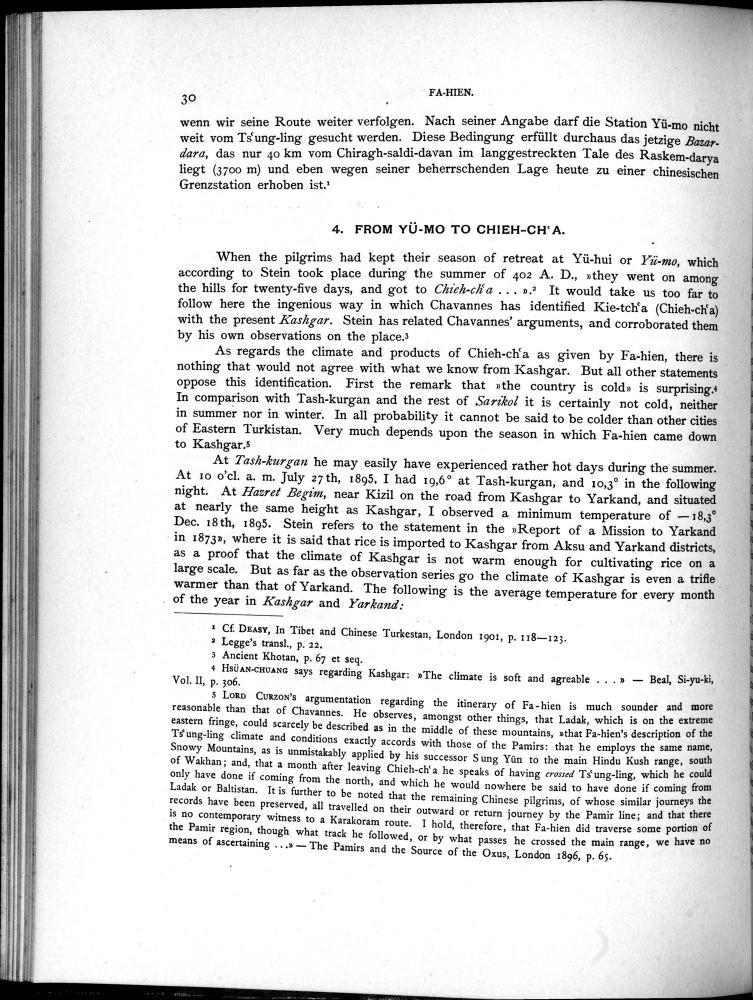 30
FA-HIEN.
wenn wir seine Route weiter verfolgen. Nach seiner Angabe darf die Station Yü-mo nicht
weit vom Tsʻung-ling gesucht werden. Diese Bedingung erfüllt durchaus das jetzige Bazar-
dara, das nur 40 km vom Chiragh-saldi-davan im langgestreckten Tale des Raskem-darya
liegt (3700 m) und eben wegen seiner beherrschenden Lage heute zu einer chinesischen
Grenzstation erhoben ist.¹
4. FROM YÜ-MO TO CHIEH-CHʻA.
When the pilgrims had kept their season of retreat at Yü-hui or Yü-mo, which
according to Stein took place during the summer of 402 A. D., »they went on among
the hills for twenty-five days, and got to Chieh-chʻa . . . ».² It would take us too far to
follow here the ingenious way in which Chavannes has identified Kie-tchʻa (Chieh-chʻa)
with the present Kashgar. Stein has related Chavannes' arguments, and corroborated them
by his own observations on the place.³
As regards the climate and products of Chieh-chʻa as given by Fa-hien, there is
nothing that would not agree with what we know from Kashgar. But all other statements
oppose this identification. First the remark that »the country is cold» is surprising.⁴
In comparison with Tash-kurgan and the rest of Sarikol it is certainly not cold, neither
in summer nor in winter. In all probability it cannot be said to be colder than other cities
of Eastern Turkistan. Very much depends upon the season in which Fa-hien came down
to Kashgar.⁵
At Tash-kurgan he may easily have experienced rather hot days during the summer.
At 10 o'cl. a. m. July 27th, 1895, I had 19,6° at Tash-kurgan, and 10,3° in the following
night. At Hazret Begim, near Kizil on the road from Kashgar to Yarkand, and situated
at nearly the same height as Kashgar, I observed a minimum temperature of —18,3°
Dec. 18th, 1895. Stein refers to the statement in the »Report of a Mission to Yarkand
in 1873», where it is said that rice is imported to Kashgar from Aksu and Yarkand districts,
as a proof that the climate of Kashgar is not warm enough for cultivating rice on a
large scale. But as far as the observation series go the climate of Kashgar is even a trifle
warmer than that of Yarkand. The following is the average temperature for every month
of the year in Kashgar and Yarkand:
¹ Cf. DEASY, In Tibet and Chinese Turkestan, London 1901, p. 118—123.
² Legge's transl., p. 22.
³ Ancient Khotan, p. 67 et seq.
⁴ HSÜAN-CHUANG says regarding Kashgar: »The climate is soft and agreeable . . . » — Beal, Si-yu-ki,
Vol. II, p. 306.
⁵ LORD CURZON's argumentation regarding the itinerary of Fa-hien is much sounder and more
reasonable than that of Chavannes. He observes, amongst other things, that Ladak, which is on the extreme
eastern fringe, could scarcely be described as in the middle of these mountains, »that Fa-hien's description of the
Tsʻung-ling climate and conditions exactly accords with those of the Pamirs: that he employs the same name,
Snowy Mountains, as is unmistakably applied by his successor Sung Yün to the main Hindu Kush range, south
of Wakhan; and, that a month after leaving Chieh-chʻa he speaks of having crossed Tsʻung-ling, which he could
only have done if coming from the north, and which he would nowhere be said to have done if coming from
Ladak or Baltistan. It is further to be noted that the remaining Chinese pilgrims, of whose similar journeys the
records have been preserved, all travelled on their outward or return journey by the Pamir line; and that there
is no contemporary witness to a Karakoram route. I hold, therefore, that Fa-hien did traverse some portion of
the Pamir region, though what track he followed, or by what passes he crossed the main range, we have no
means of ascertaining ...» — The Pamirs and the Source of the Oxus, London 1896, p. 65.